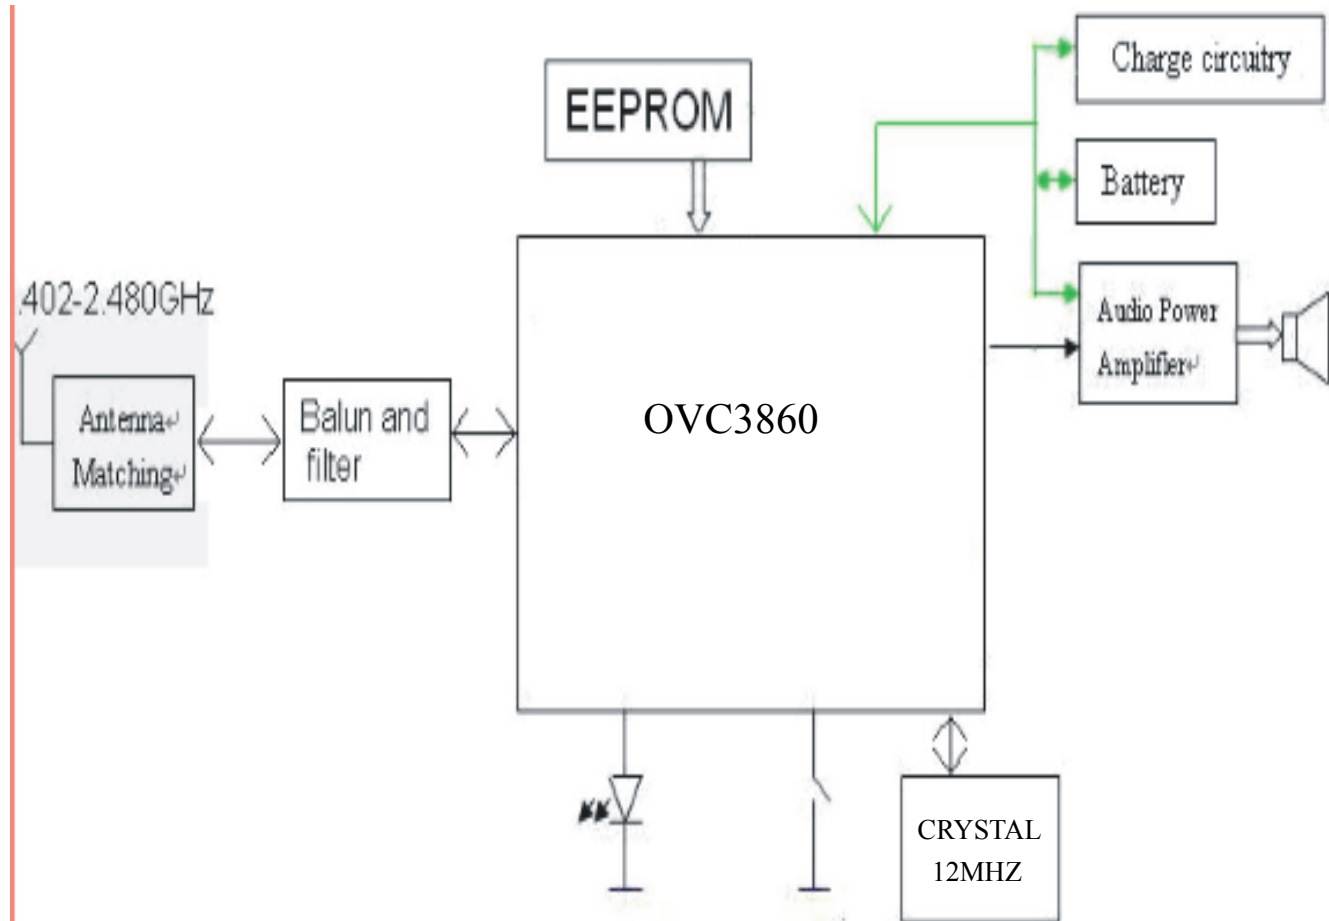 Charge circuitry
EEPROM
Battery
.402-2.480GHz
Audio Power
Amplifier↵
Antenna↵
Matching↵
Balun and
filter
OVC3860
CRYSTAL
12MHZ